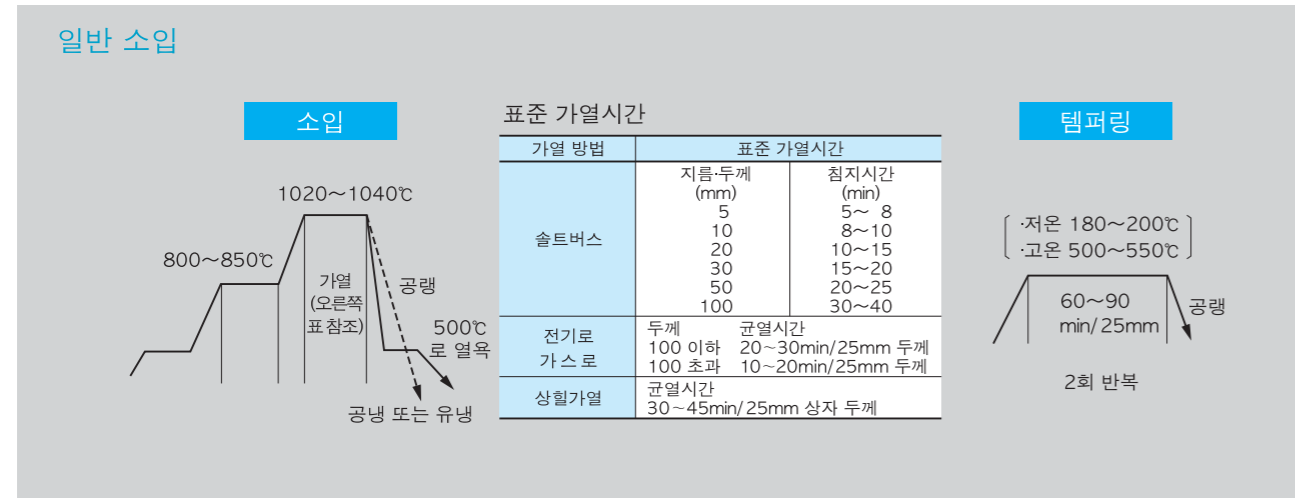 일반 소입
소입
1020～1040℃
800～850℃
가열
(오른쪽
표 참조)
공랭
500℃
로 열욕
공냉 또는 유냉
표준 가열시간
가열 방법 표준 가열시간
솔트버스
지름·두께 침지시간
(mm) (min)
5 5～ 8
10 8～10
20 10～15
30 15～20
50 20～25
100 30～40
전기로
가 스 로
두께 균열시간
100 이하 20～30min/25mm 두께
100 초과 10～20min/25mm 두께
상힐가열
균열시간
30～45min/25mm 상자 두께
템퍼링
·저온 180～200℃
·고온 500～550℃
60～90
min/25mm
공랭
2회 반복